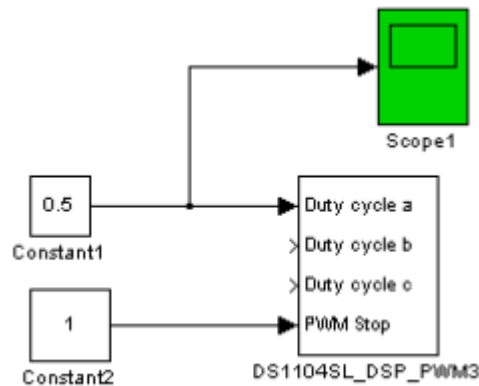 Scope1
0.5
Constant1
Duty cycle a
Duty cycle b
Duty cycle c
PWM Stop
1
Constant2
DS1104SL_DSP_PWM3